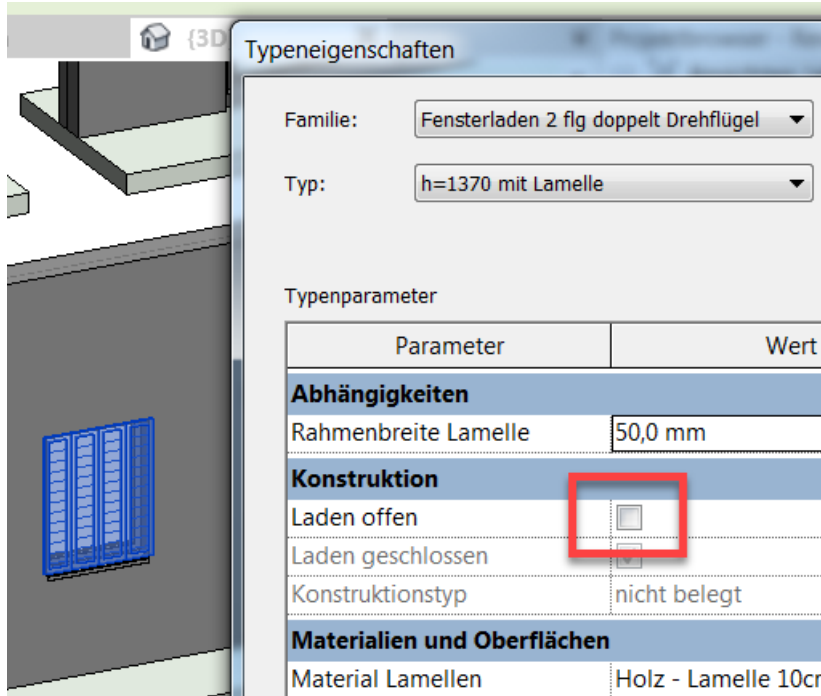 {3D
Typeneigenschaften
Familie: Fensterladen 2 flg doppelt Drehflügel
Typ: h=1370 mit Lamelle
Typenparameter
Parameter Wert
Abhängigkeiten
Rahmenbreite Lamelle 50,0 mm
Konstruktion
Laden offen
Laden geschlossen
Konstruktionstyp nicht belegt
Materialien und Oberflächen
Material Lamellen Holz - Lamelle 10cm